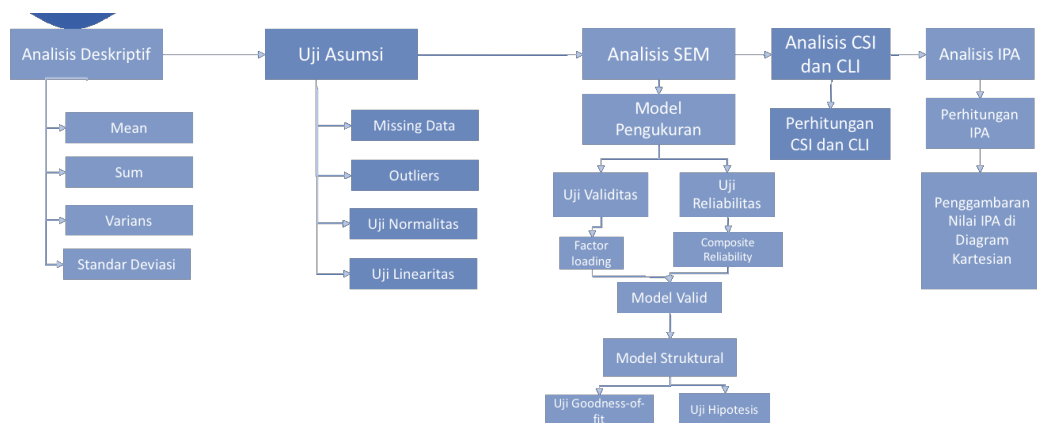 Analisis Deskriptif
Mean
Sum
Varians
Standar Deviasi
Uji Asumsi
Missing Data
Outliers
Uji Normalitas
Uji Linearitas
Analisis SEM
Model
Pengukuran
Uji Validitas
Uji
Reliabilitas
Factor
loading
Composite
Reliability
Model Valid
Model Struktural
Uji Goodness-of-
fit
Uji Hipotesis
Analisis CSI
dan CLI
Perhitungan
CSI dan CLI
Analisis IPA
Perhitungan
IPA
Penggambaran
Nilai IPA di
Diagram
Kartesian